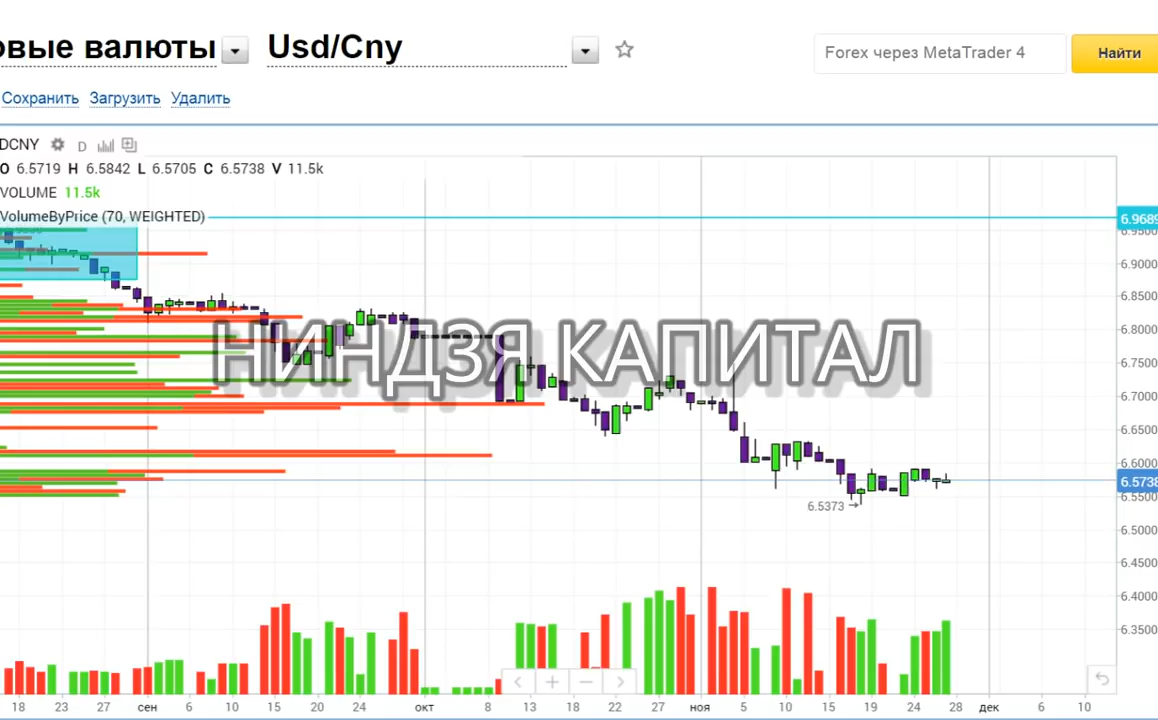 овые валюты Usd/Cny
Forex через MetaTrader 4 Найти
Сохранить Загрузить Удалить
DCNY D
O 6.5719 H 6.5842 L 6.5705 C 6.5738 V 11.5k
VOLUME 11.5k
VolumeByPrice (70, WEIGHTED)
6.9689
6.9500
6.9000
6.8500
6.8000
НИНДЗЯ КАПИТАЛ
6.7500
6.7000
6.6500
6.6000
6.5738
6.5500
6.5373
6.5000
6.4500
6.4000
6.3500
18 23 27 сен 6 10 15 20 24 окт 8 13 18 22 27 ноя 5 10 15 19 24 28 дек 6 10